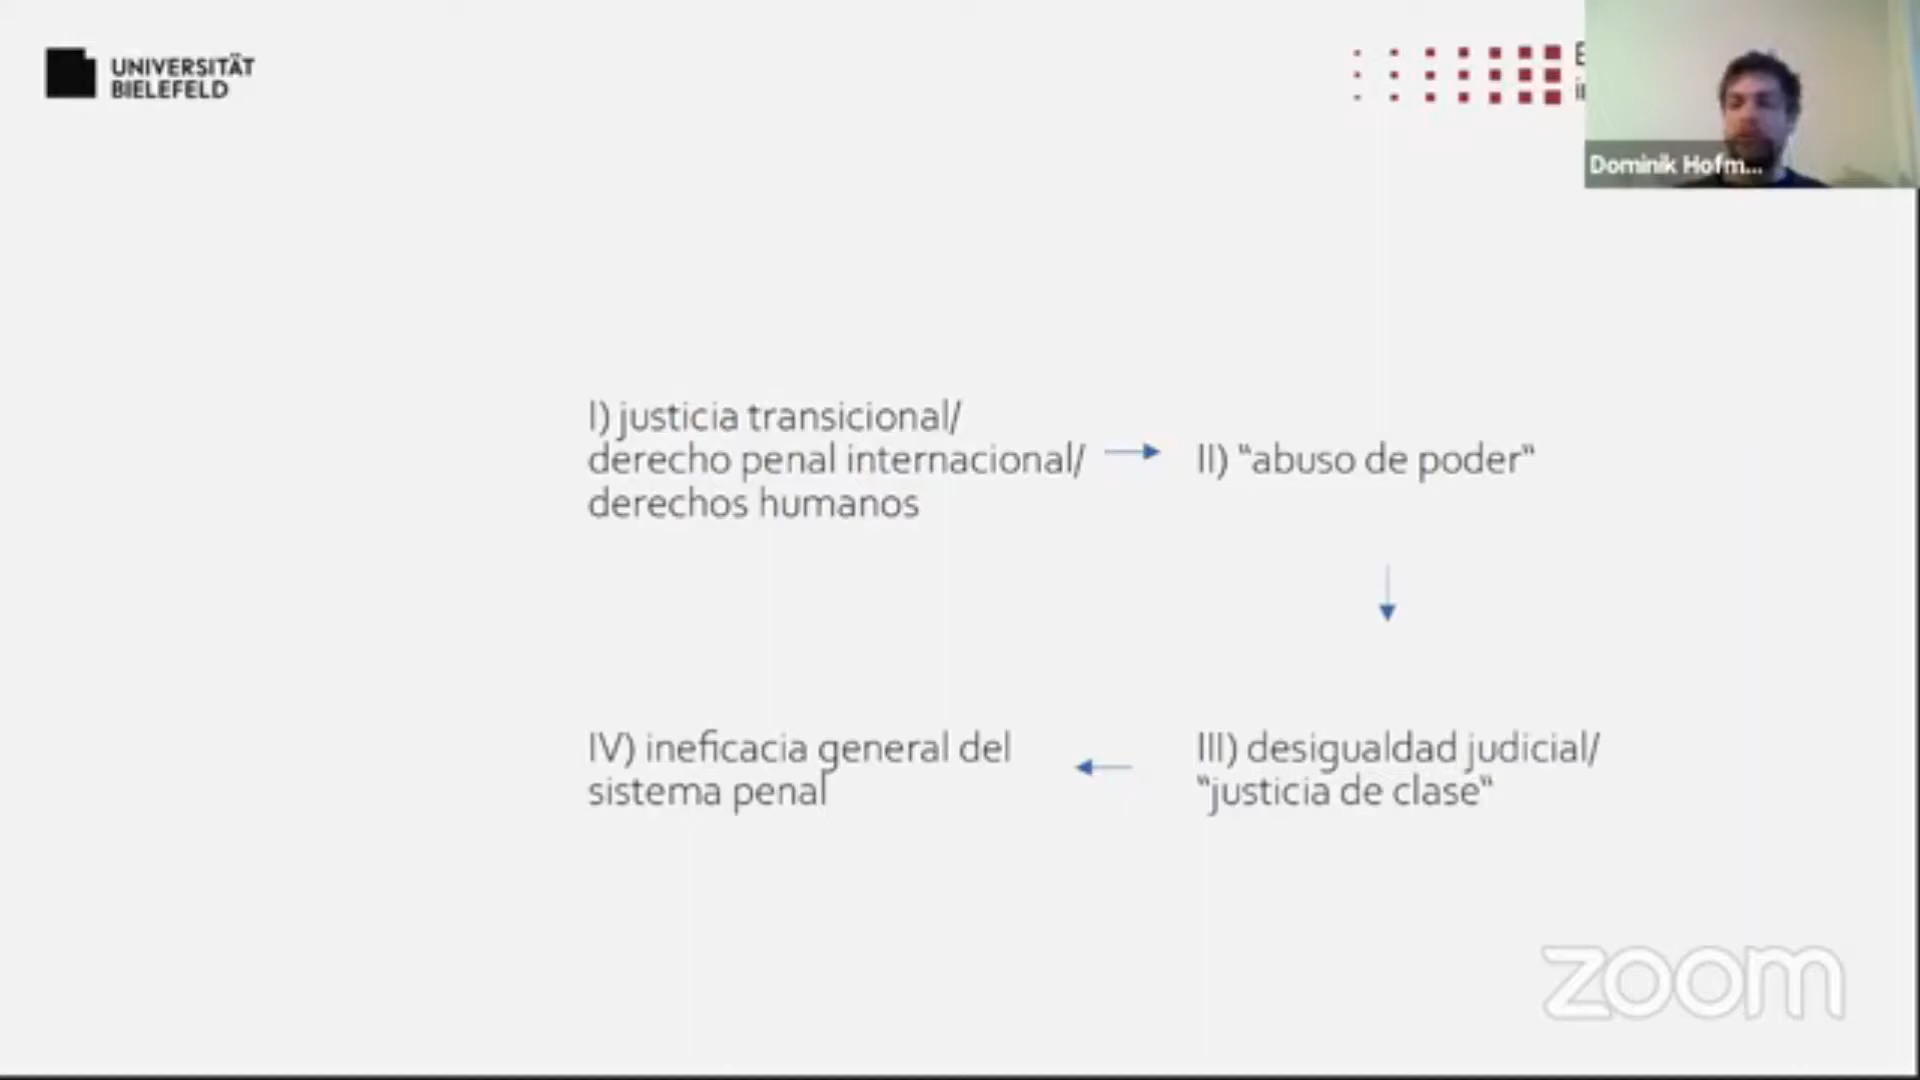 UNIVERSITÄT
BIELEFELD
Dominik Hofm...
I) justicia transicional/
derecho penal internacional/
derechos humanos
II) “abuso de poder“
III) desigualdad judicial/
“justicia de clase“
IV) ineficacia general del
sistema penal
zoom